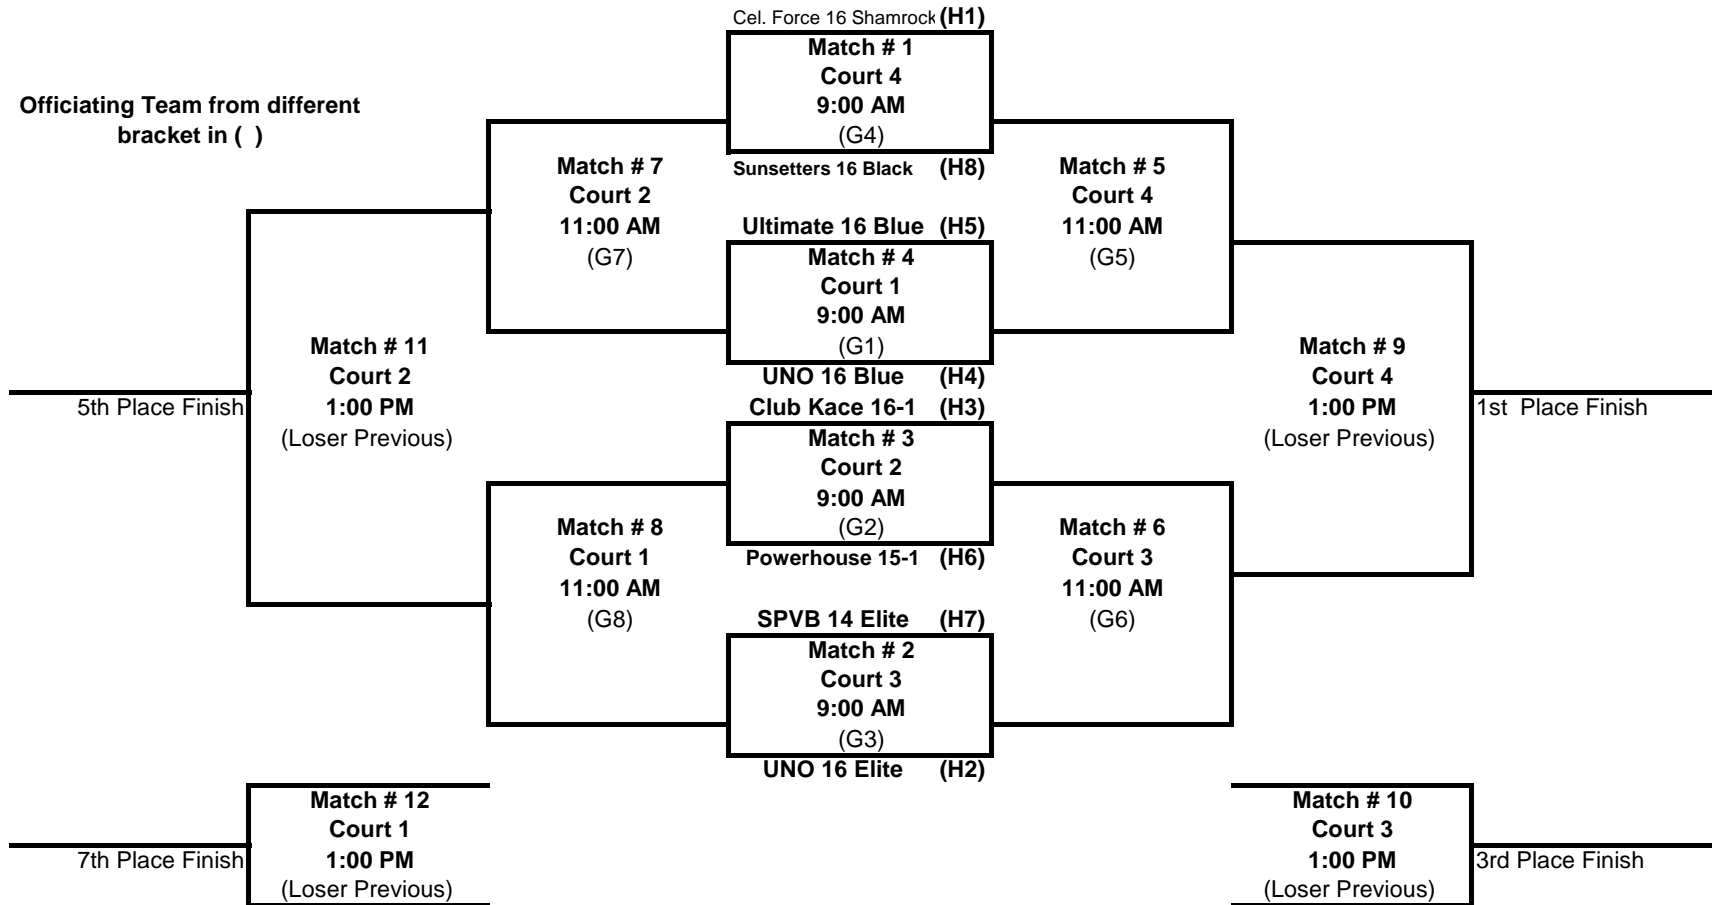 Cel. Force 16 Shamrock (H1)
Match # 1
Court 4
9:00 AM
(G4)
Sunsetters 16 Black (H8)
Officiating Team from different
bracket in ( )
Match # 7
Court 2
11:00 AM
(G7)
Match # 5
Court 4
11:00 AM
(G5)
Ultimate 16 Blue (H5)
Match # 4
Court 1
9:00 AM
(G1)
UNO 16 Blue (H4)
Match # 11
Court 2
1:00 PM
(Loser Previous)
5th Place Finish
Match # 9
Court 4
1:00 PM
(Loser Previous)
1st Place Finish
Club Kace 16-1 (H3)
Match # 3
Court 2
9:00 AM
(G2)
Powerhouse 15-1 (H6)
Match # 8
Court 1
11:00 AM
(G8)
Match # 6
Court 3
11:00 AM
(G6)
SPVB 14 Elite (H7)
Match # 2
Court 3
9:00 AM
(G3)
UNO 16 Elite (H2)
Match # 12
Court 1
1:00 PM
(Loser Previous)
7th Place Finish
Match # 10
Court 3
1:00 PM
(Loser Previous)
3rd Place Finish